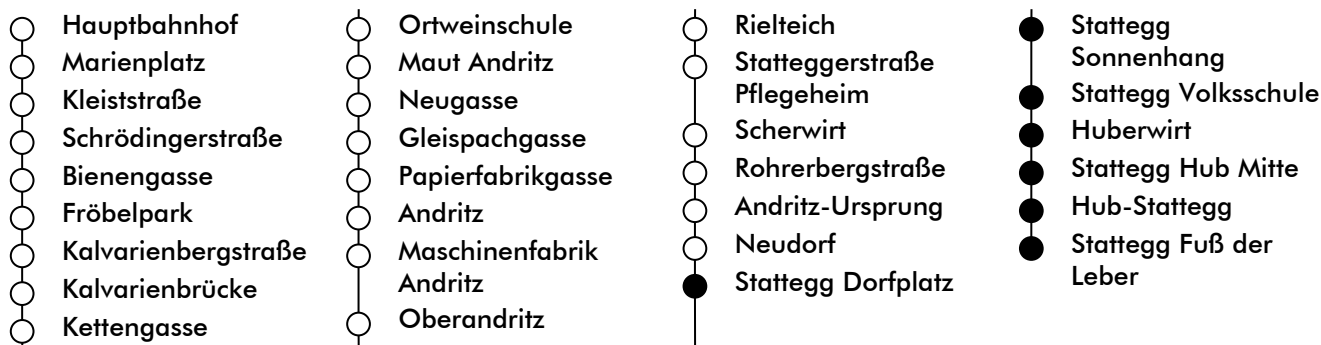 Hauptbahnhof
Marienplatz
Kleiststraße
Schrödingerstraße
Bienengasse
Fröbelpark
Kalvarienbergstraße
Kalvarienbrücke
Kettengasse
Ortweinschule
Maut Andritz
Neugasse
Gleispachgasse
Papierfabrikgasse
Andritz
Maschinenfabrik
Andritz
Oberandritz
Rielteich
Statteggerstraße
Pflegeheim
Scherwirt
Rohrerbergstraße
Andritz-Ursprung
Neudorf
Stattegg Dorfplatz
Stattegg
Sonnenhang
Stattegg Volksschule
Huberwirt
Stattegg Hub Mitte
Hub-Stattegg
Stattegg Fuß der
Leber